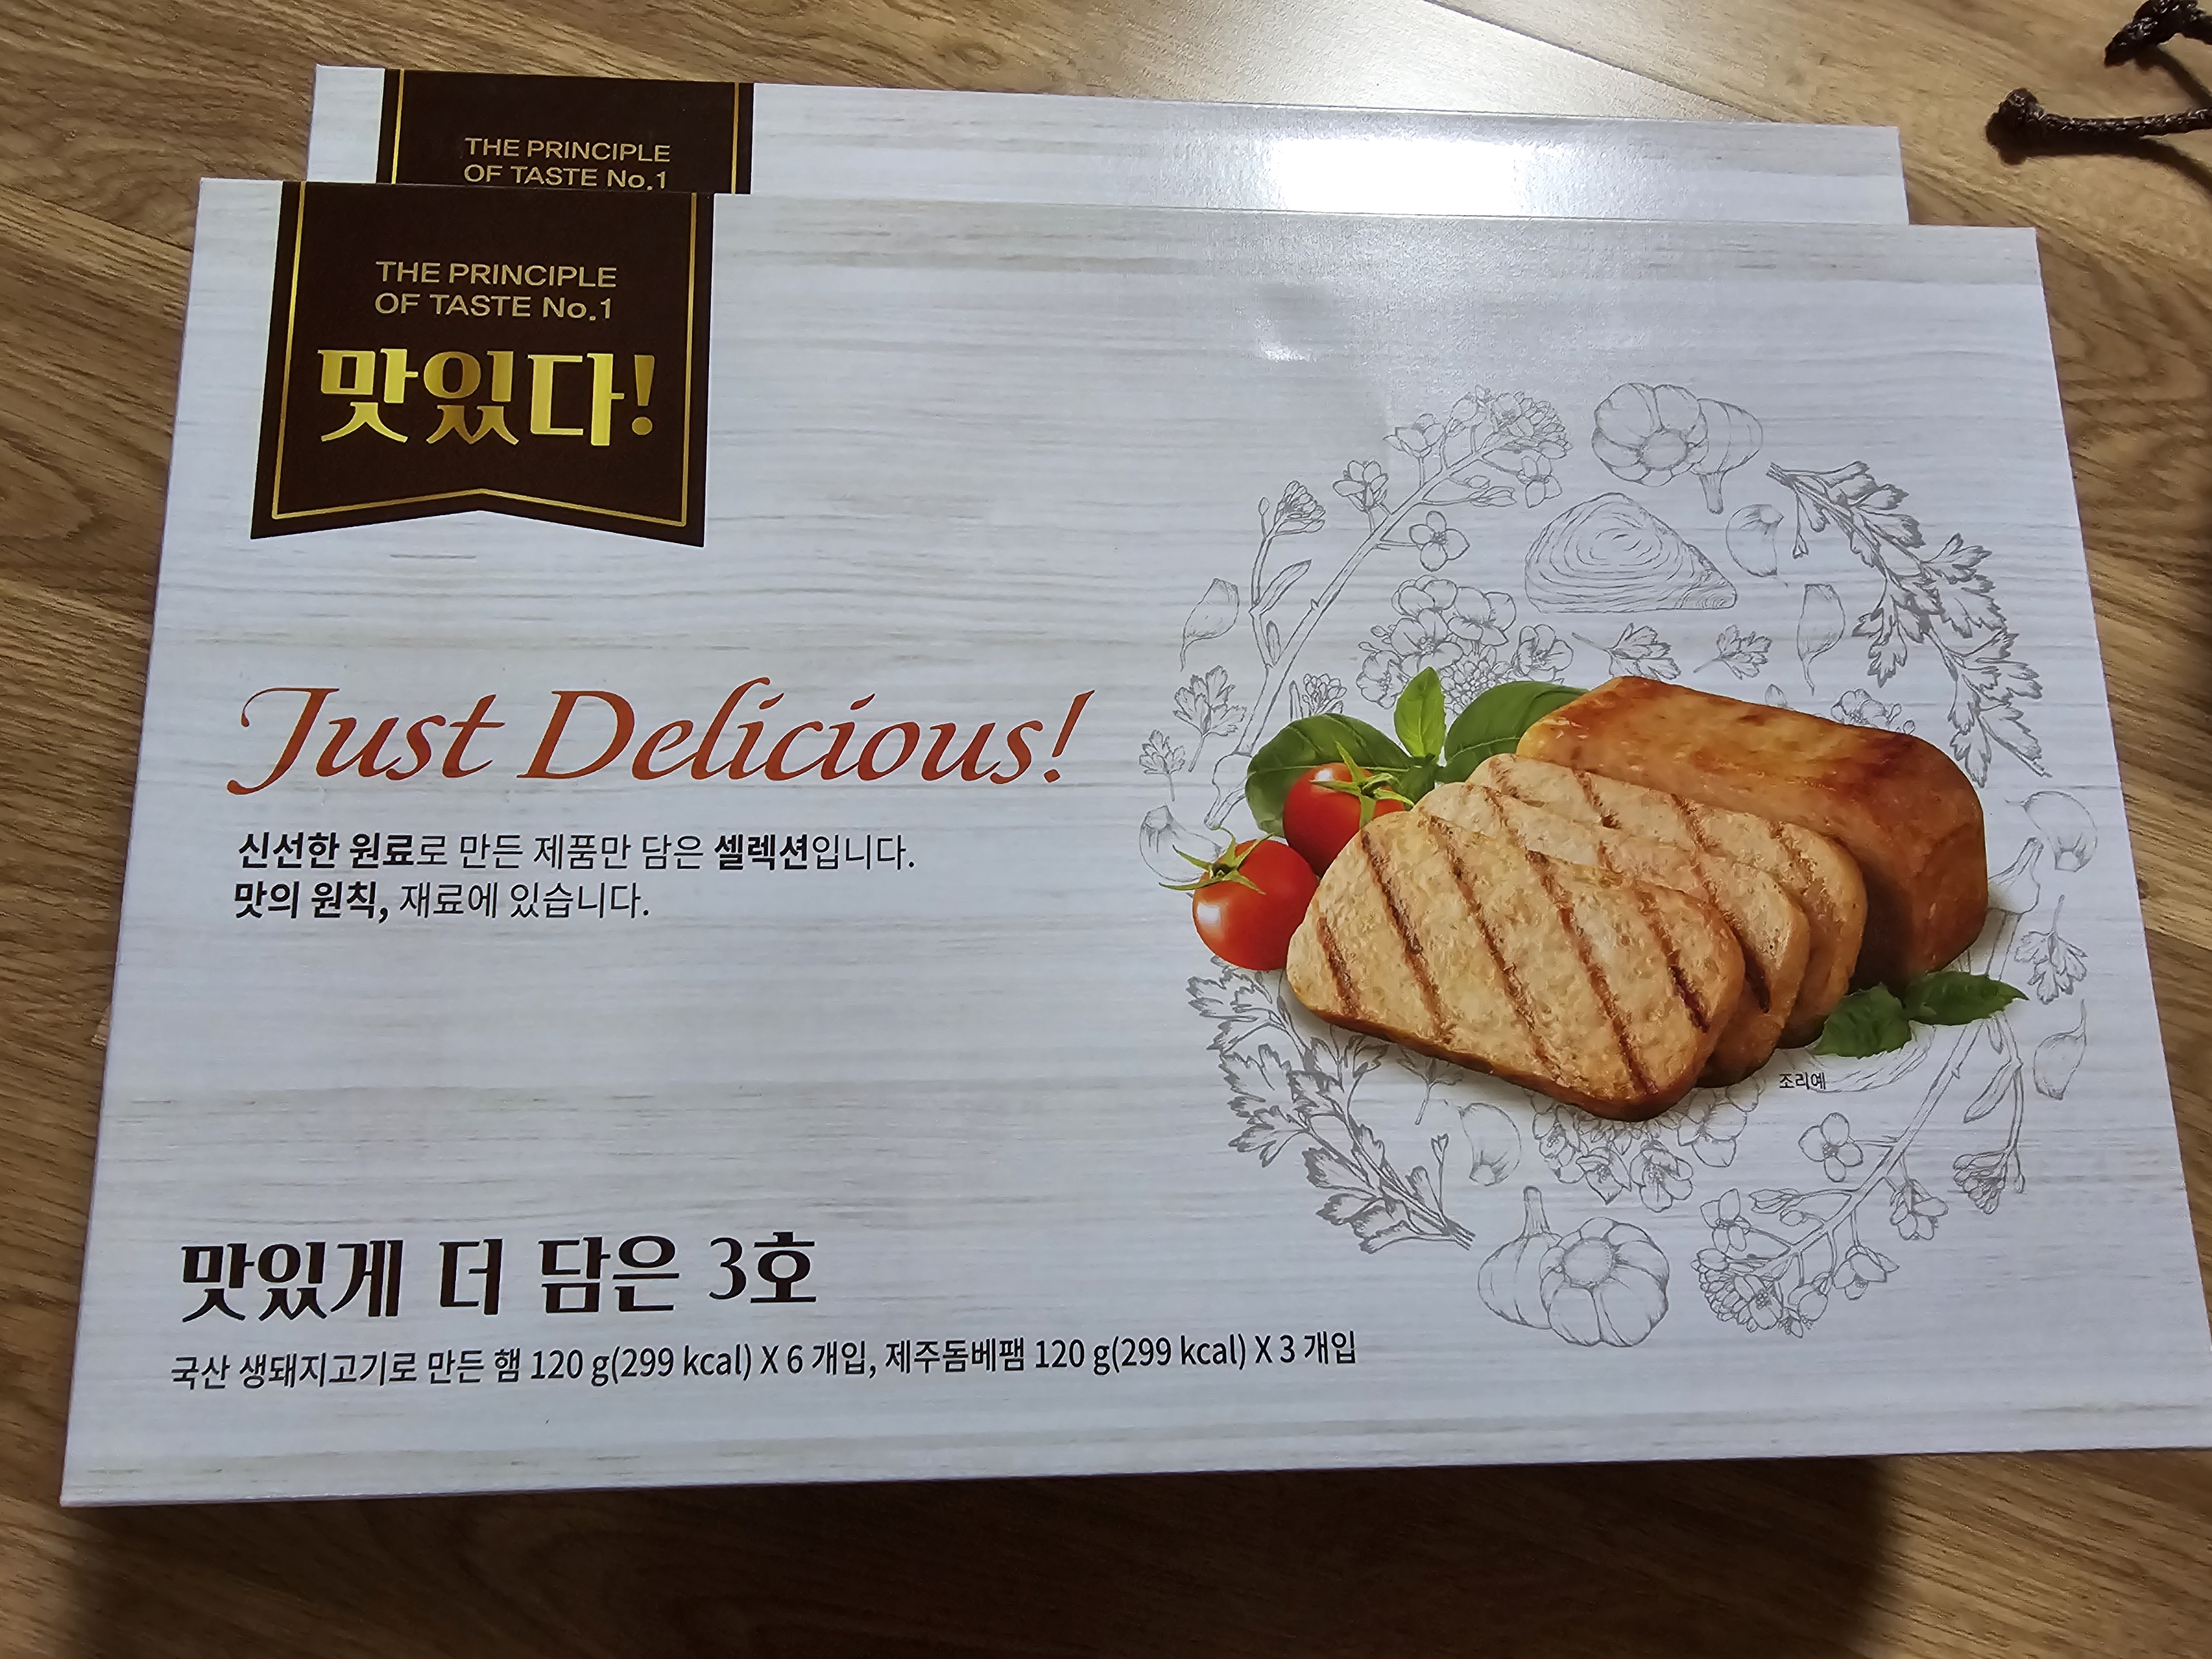 THE PRINCIPLE
OF TASTE No.1
THE PRINCIPLE
OF TASTE No.1
맛있다!
Just Delicious!
신선한 원료로 만든 제품만 담은 셀렉션입니다.
맛의 원칙, 재료에 있습니다.
조리예
맛있게 더 담은 3호
국산 생돼지고기로 만든 햄 120 g(299 kcal) X 6 개입, 제주돔베팸 120 g(299 kcal) X 3 개입